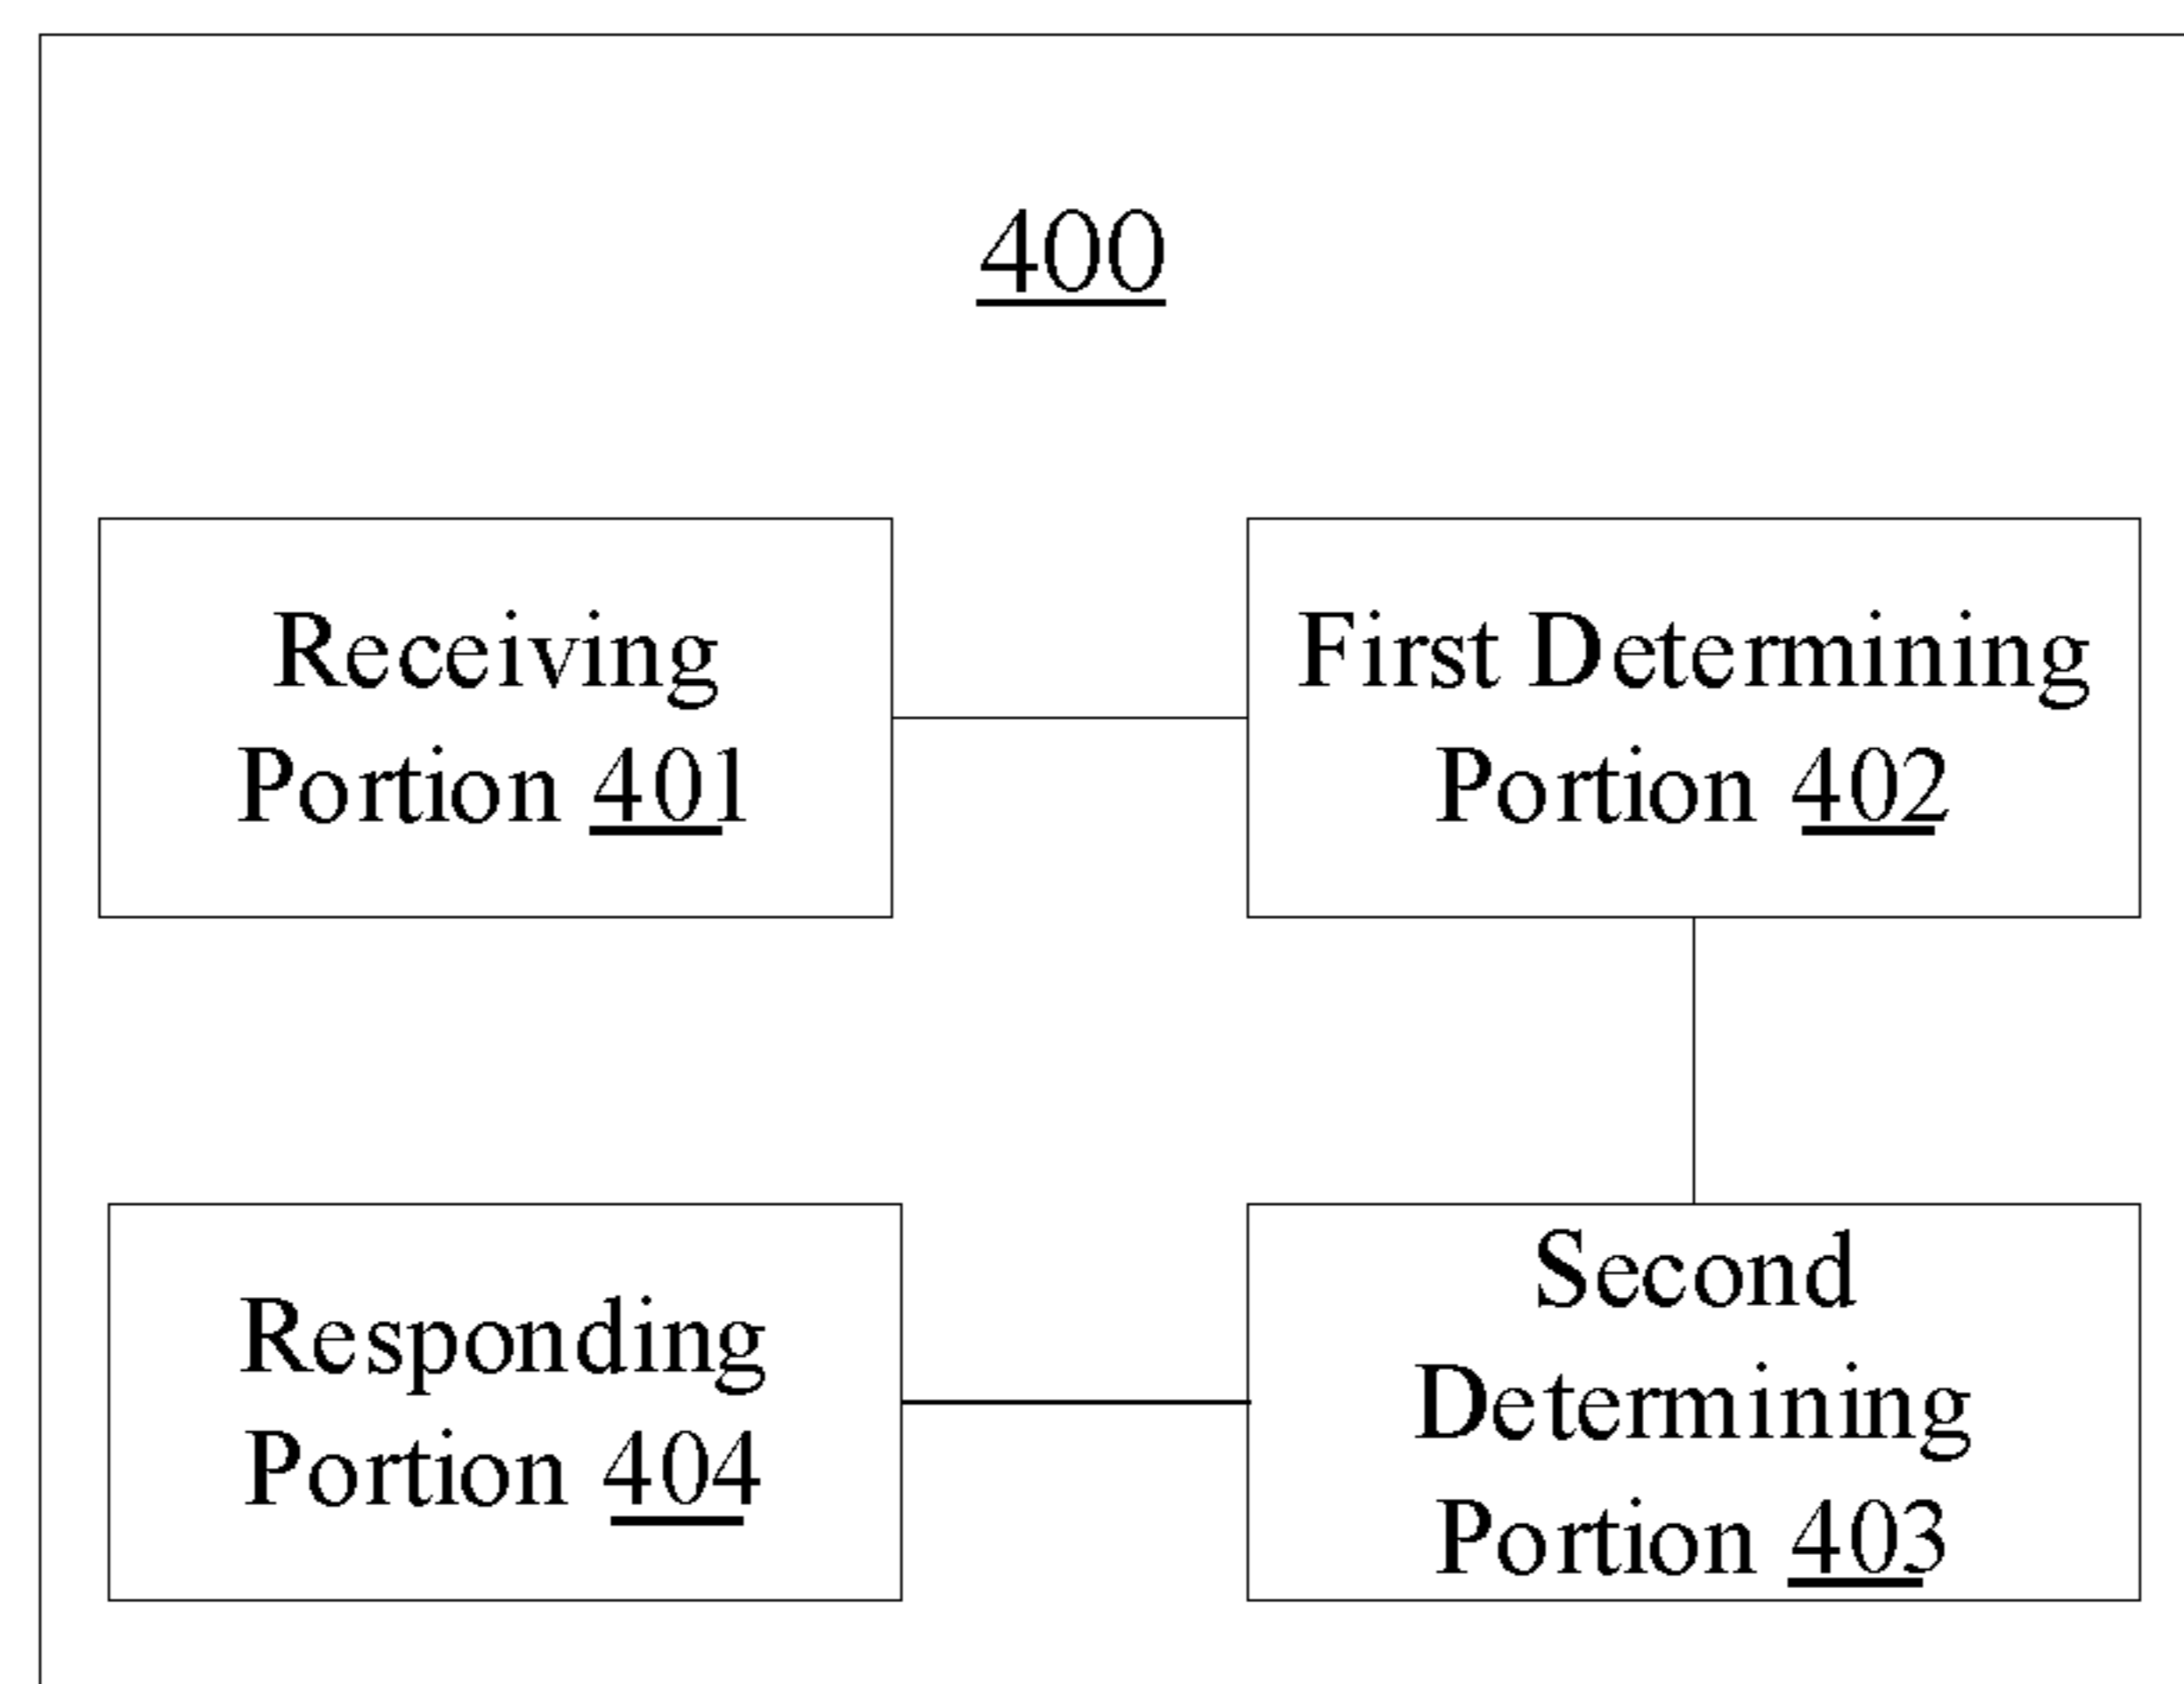 400
Receiving
Portion 401
First Determining
Portion 402
Responding
Portion 404
Second
Determining
Portion 403